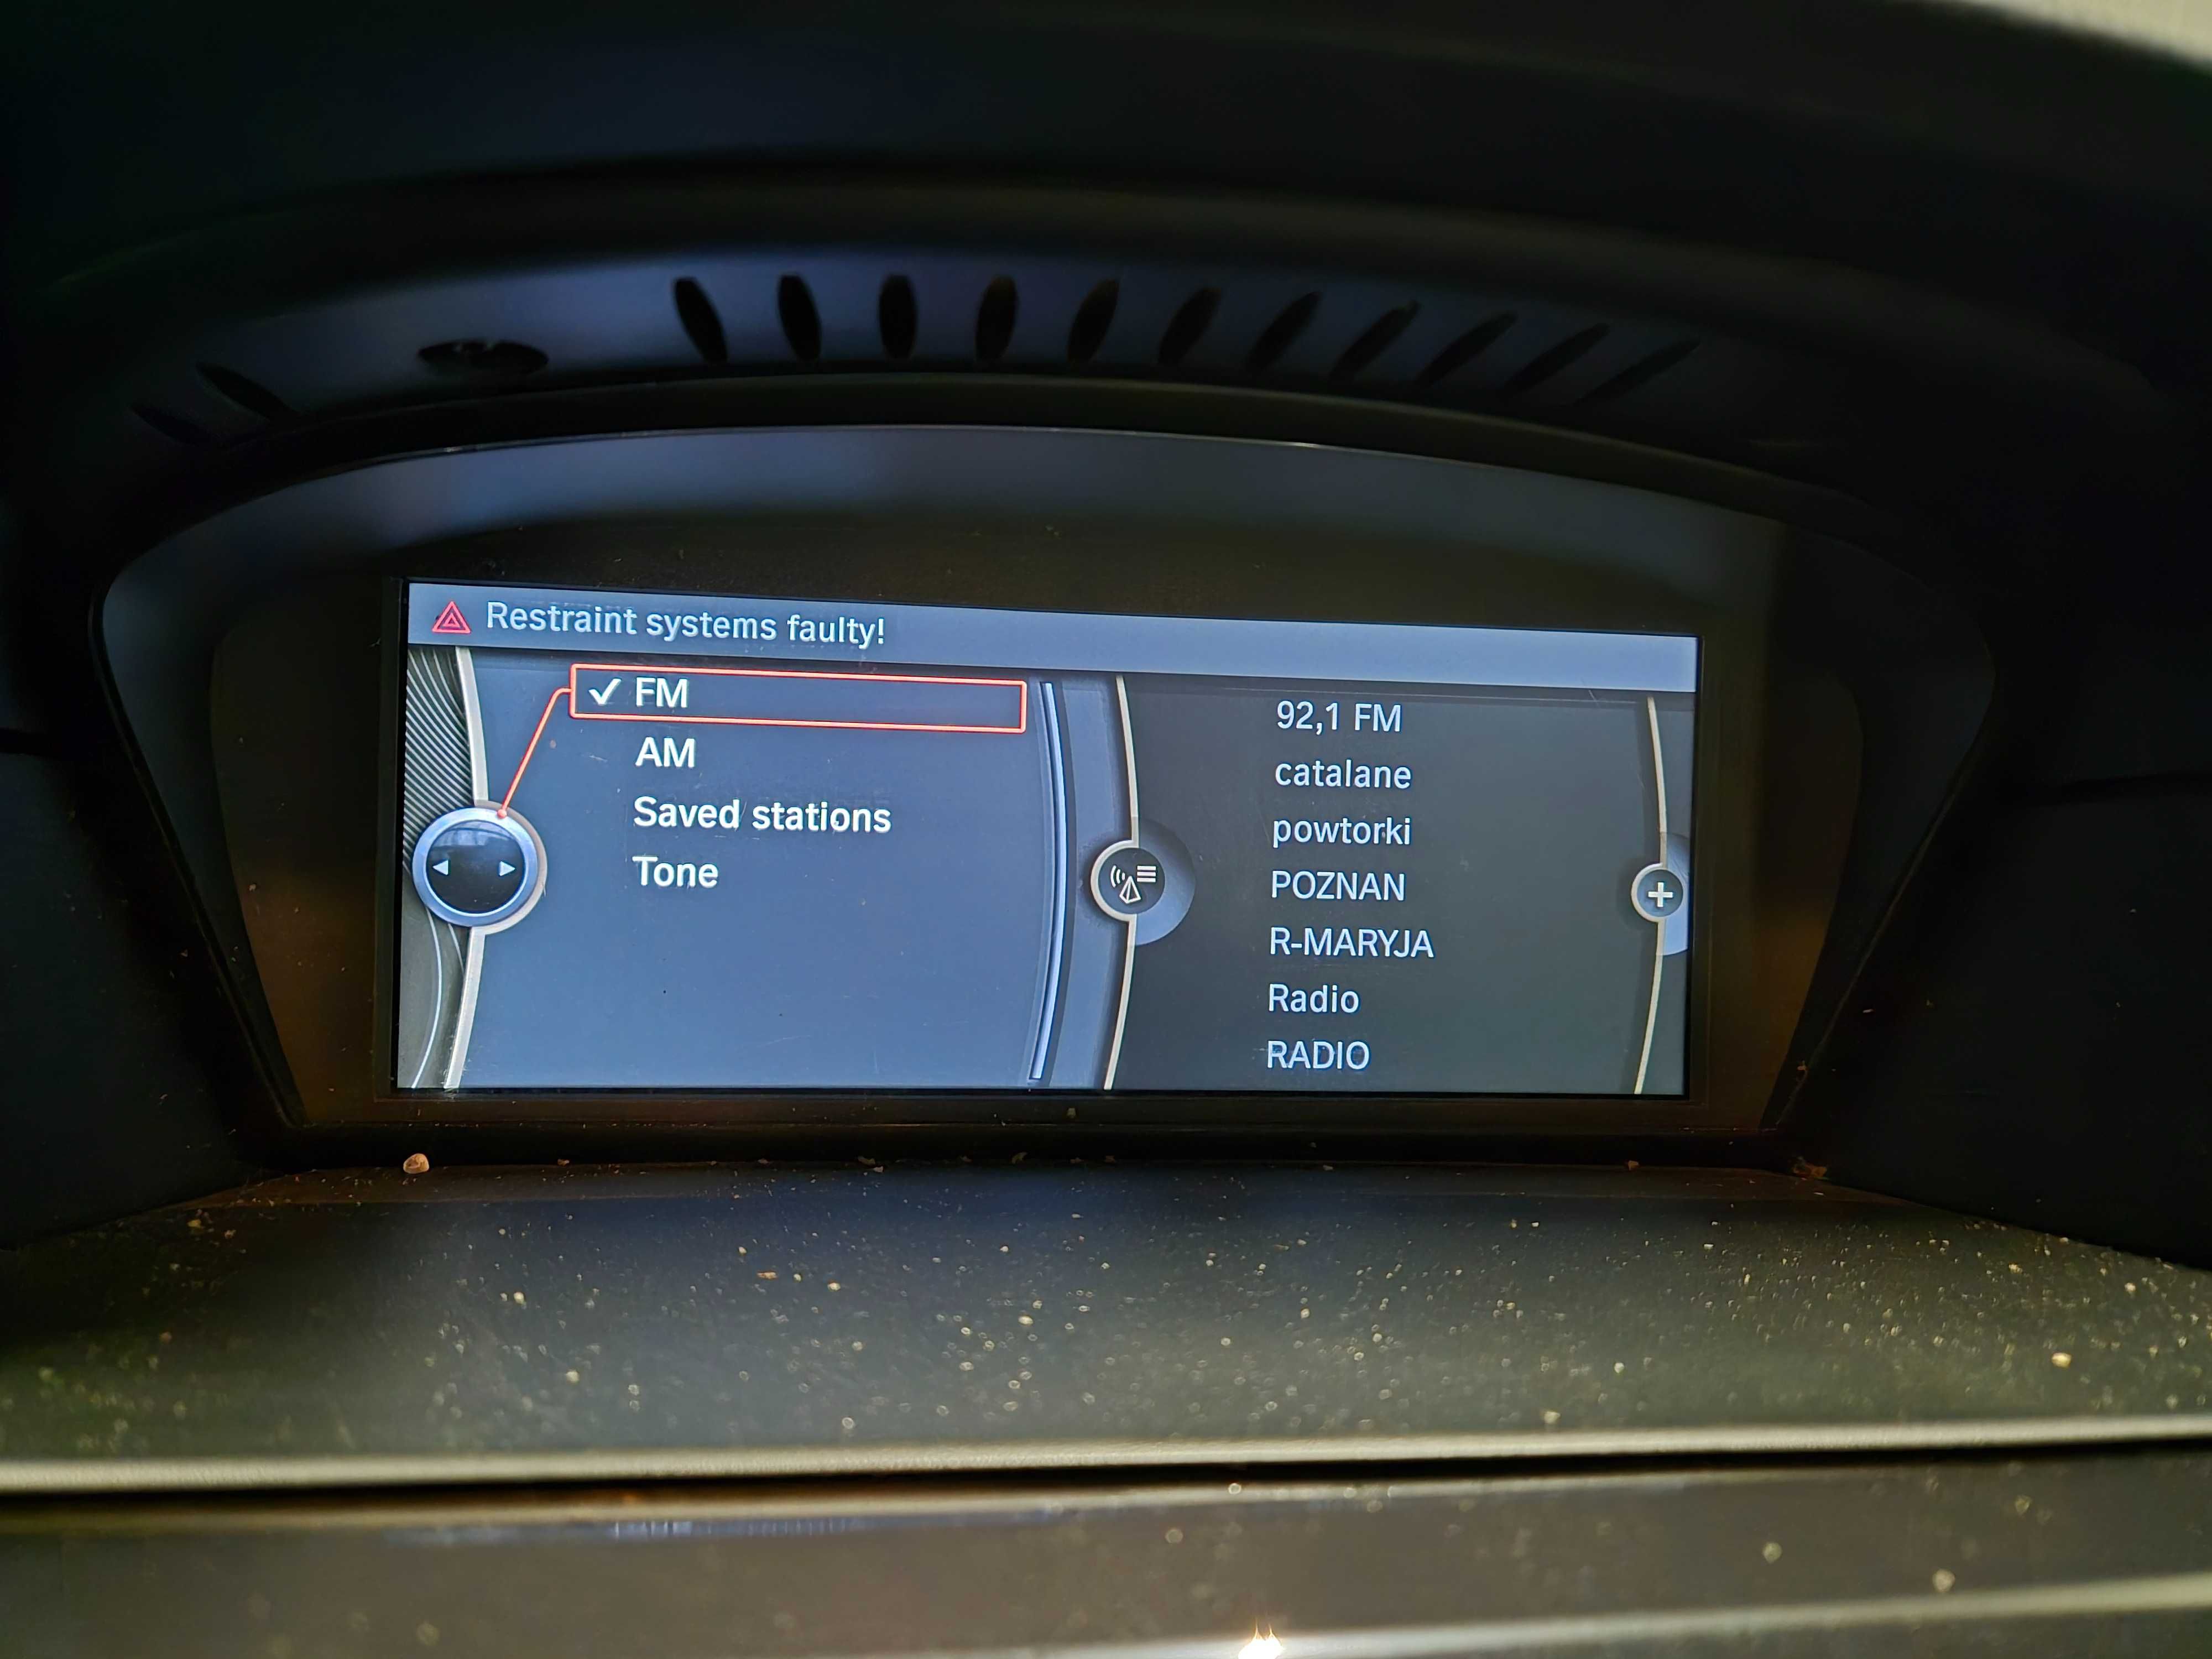 Restraint systems faulty!
FM
AM
Saved stations
Tone
92,1 FM
catalane
powtorki
POZNAN
R-MARYJA
Radio
RADIO